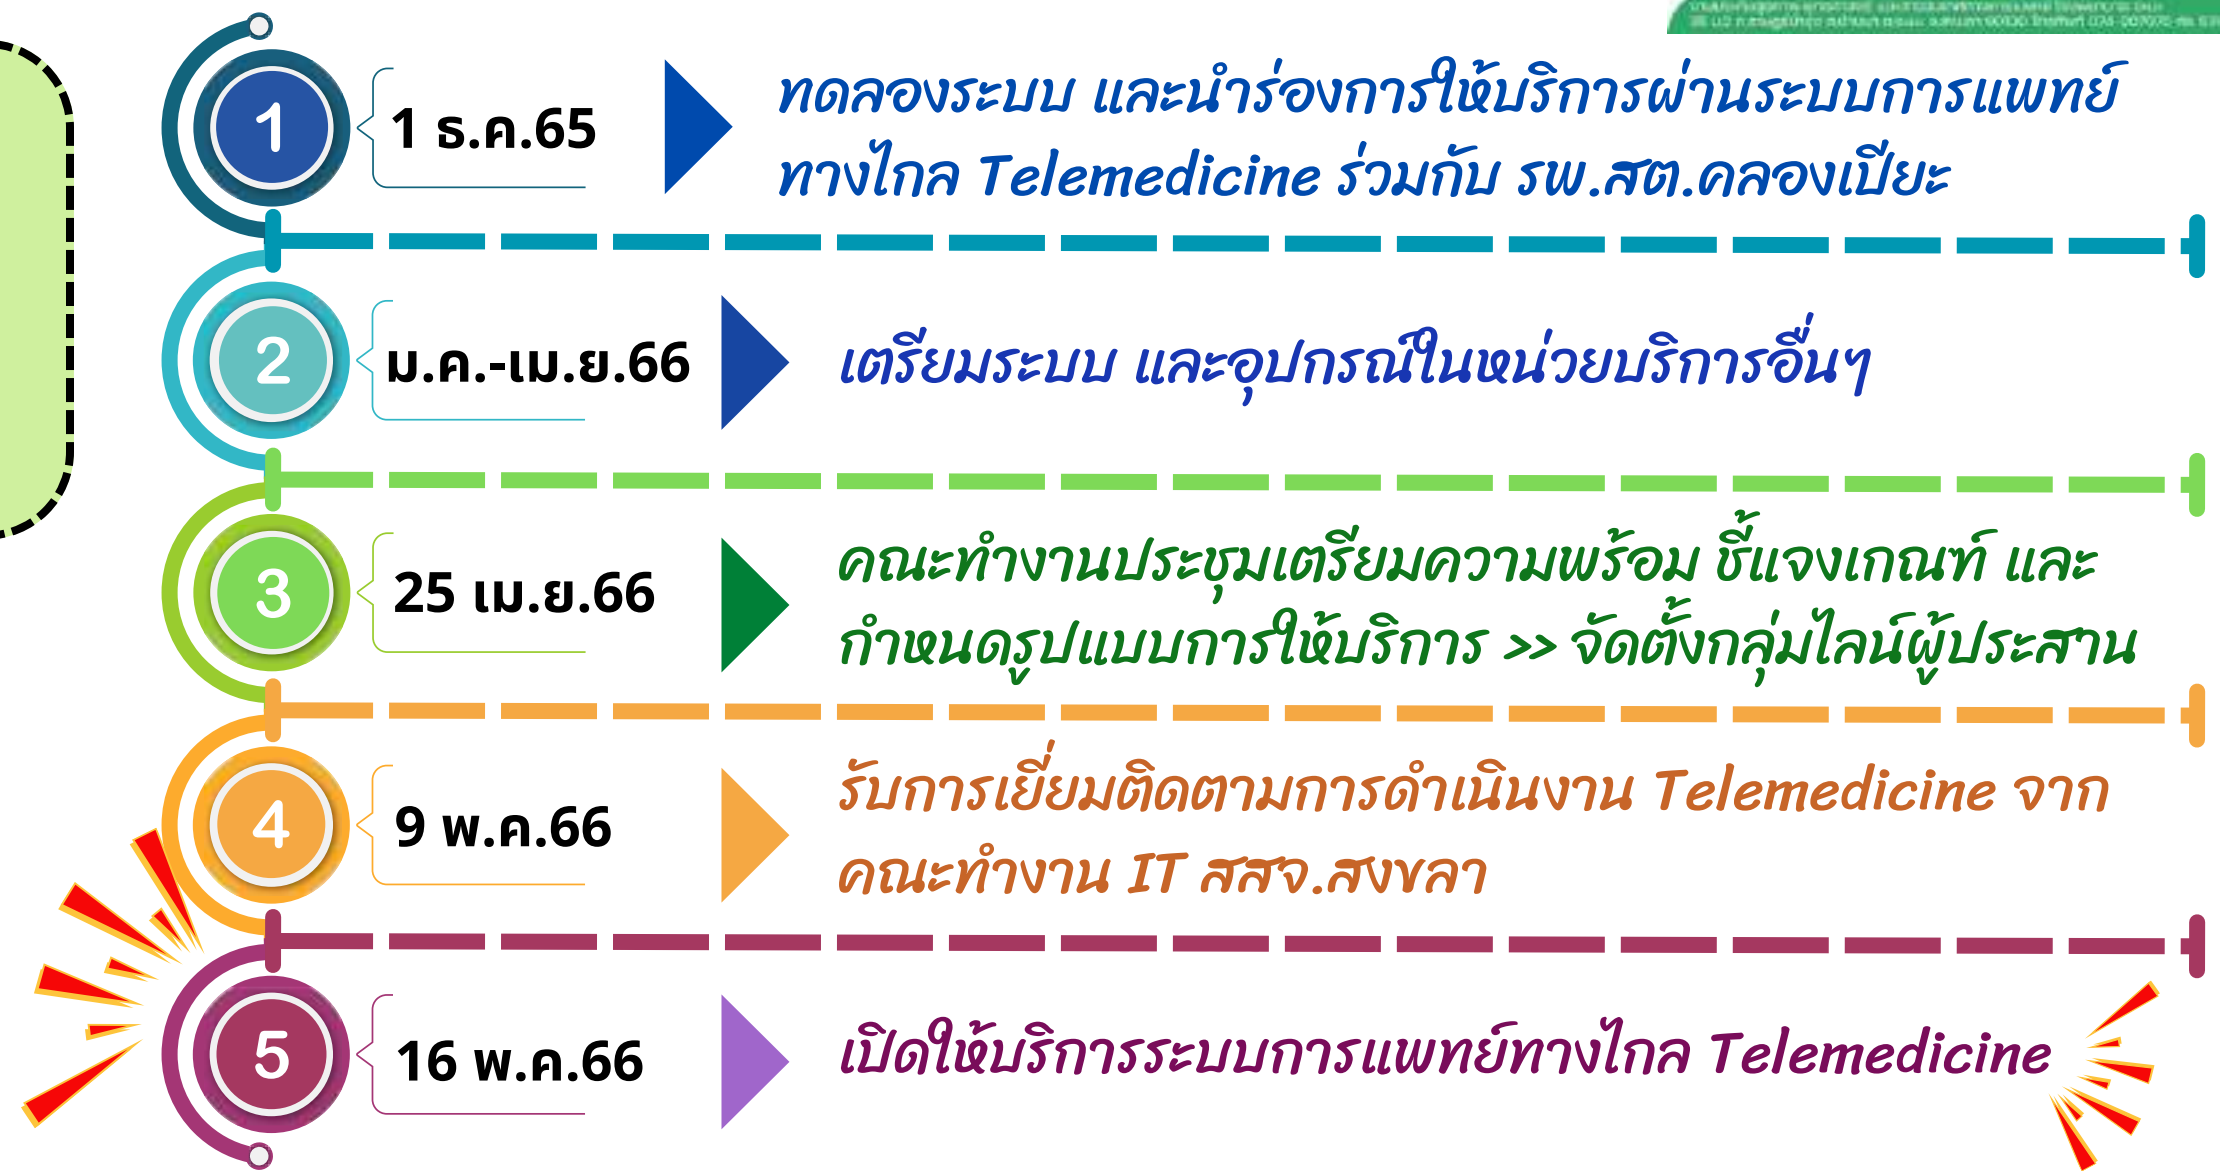 1
1 ธ.ค.65
ทดลองระบบ และนำร่องการให้บริการผ่านระบบการแพทย์
ทางไกล Telemedicine ร่วมกับ รพ.สต.คลองเปียะ
2
ม.ค.-เม.ย.66
เตรียมระบบ และอุปกรณ์ในหน่วยบริการอื่นๆ
3
25 เม.ย.66
คณะทำงานประชุมเตรียมความพร้อม ชี้แจงเกณฑ์ และ
กำหนดรูปแบบการให้บริการ >> จัดตั้งกลุ่มไลน์ผู้ประสาน
4
9 พ.ค.66
รับการเยี่ยมติดตามการดำเนินงาน Telemedicine จาก
คณะทำงาน IT สสจ.สงขลา
5
16 พ.ค.66
เปิดให้บริการระบบการแพทย์ทางไกล Telemedicine